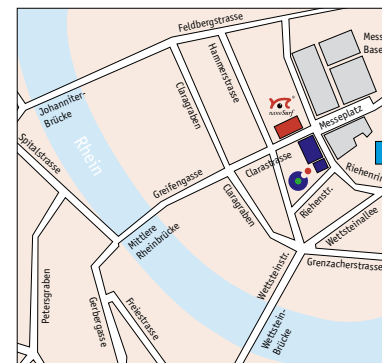 Feldbergstrasse
Hammerstrasse
Messe
Base
Johanniter-
Brücke
Claragraben
nanoSurf
Messeplatz
Spitalstrasse
Rhein
Greifengasse
Clarastrasse
Claragraben
Riehenrin
Riehenstr.
Wettsteinallee
Mittlere
Rheinbrücke
Grenzacherstrasse
Petersgraben
Gerbergasse
Freiestrasse
Wettsteinstr.
Wettstein-
Brücke